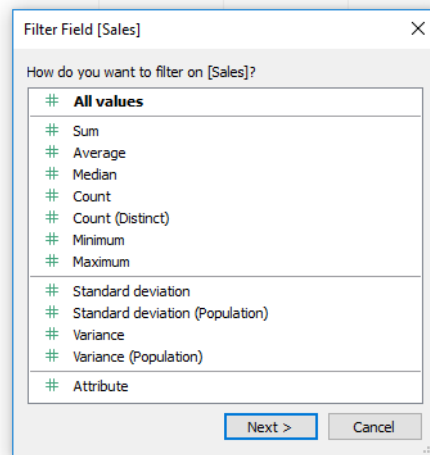 Filter Field [Sales]
How do you want to filter on [Sales]?
All values
Sum
Average
Median
Count
Count (Distinct)
Minimum
Maximum
Standard deviation
Standard deviation (Population)
Variance
Variance (Population)
Attribute
Next >
Cancel